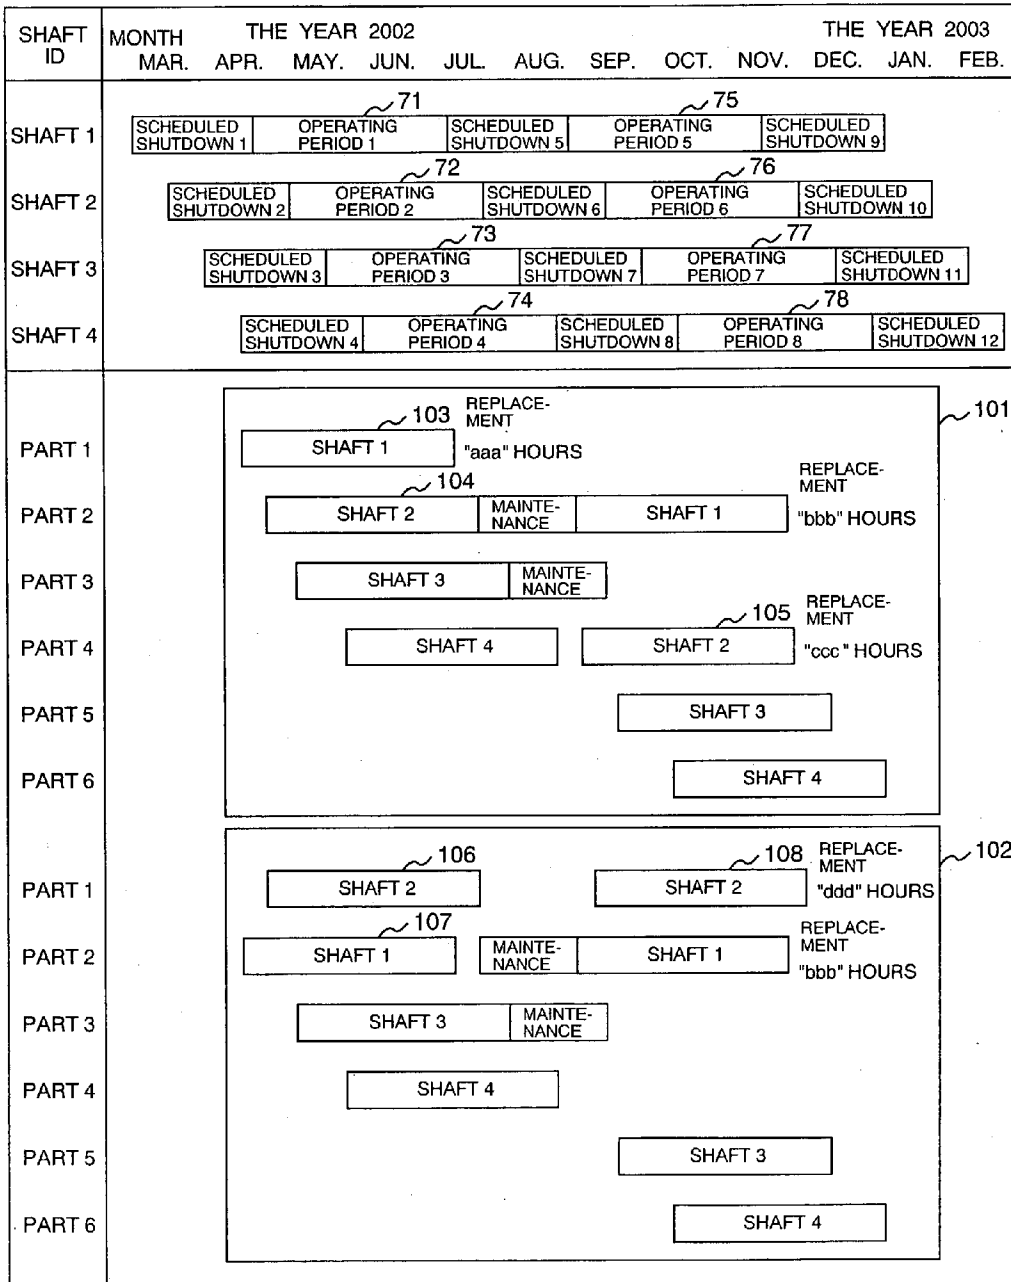 SHAFT ID
MONTH THE YEAR 2002 THE YEAR 2003
MAR. APR. MAY. JUN. JUL. AUG. SEP. OCT. NOV. DEC. JAN. FEB.
71 75
SHAFT 1
SCHEDULED SHUTDOWN 1
OPERATING PERIOD 1
SCHEDULED SHUTDOWN 5
OPERATING PERIOD 5
SCHEDULED SHUTDOWN 9
72 76
SHAFT 2
SCHEDULED SHUTDOWN 2
OPERATING PERIOD 2
SCHEDULED SHUTDOWN 6
OPERATING PERIOD 6
SCHEDULED SHUTDOWN 10
73 77
SHAFT 3
SCHEDULED SHUTDOWN 3
OPERATING PERIOD 3
SCHEDULED SHUTDOWN 7
OPERATING PERIOD 7
SCHEDULED SHUTDOWN 11
74 78
SHAFT 4
SCHEDULED SHUTDOWN 4
OPERATING PERIOD 4
SCHEDULED SHUTDOWN 8
OPERATING PERIOD 8
SCHEDULED SHUTDOWN 12
101
103
REPLACE-
MENT
PART 1 SHAFT 1 "aaa" HOURS
104
REPLACE-
MENT
PART 2 SHAFT 2
MAINTE-
NANCE
SHAFT 1 "bbb" HOURS
PART 3 SHAFT 3
MAINTE-
NANCE
105
REPLACE-
MENT
PART 4 SHAFT 4 SHAFT 2 "ccc" HOURS
PART 5 SHAFT 3
PART 6 SHAFT 4
102
106 108
REPLACE-
MENT
PART 1 SHAFT 2 SHAFT 2 "ddd" HOURS
107
REPLACE-
MENT
PART 2 SHAFT 1
MAINTE-
NANCE
SHAFT 1 "bbb" HOURS
PART 3 SHAFT 3
MAINTE-
NANCE
PART 4 SHAFT 4
PART 5 SHAFT 3
PART 6 SHAFT 4